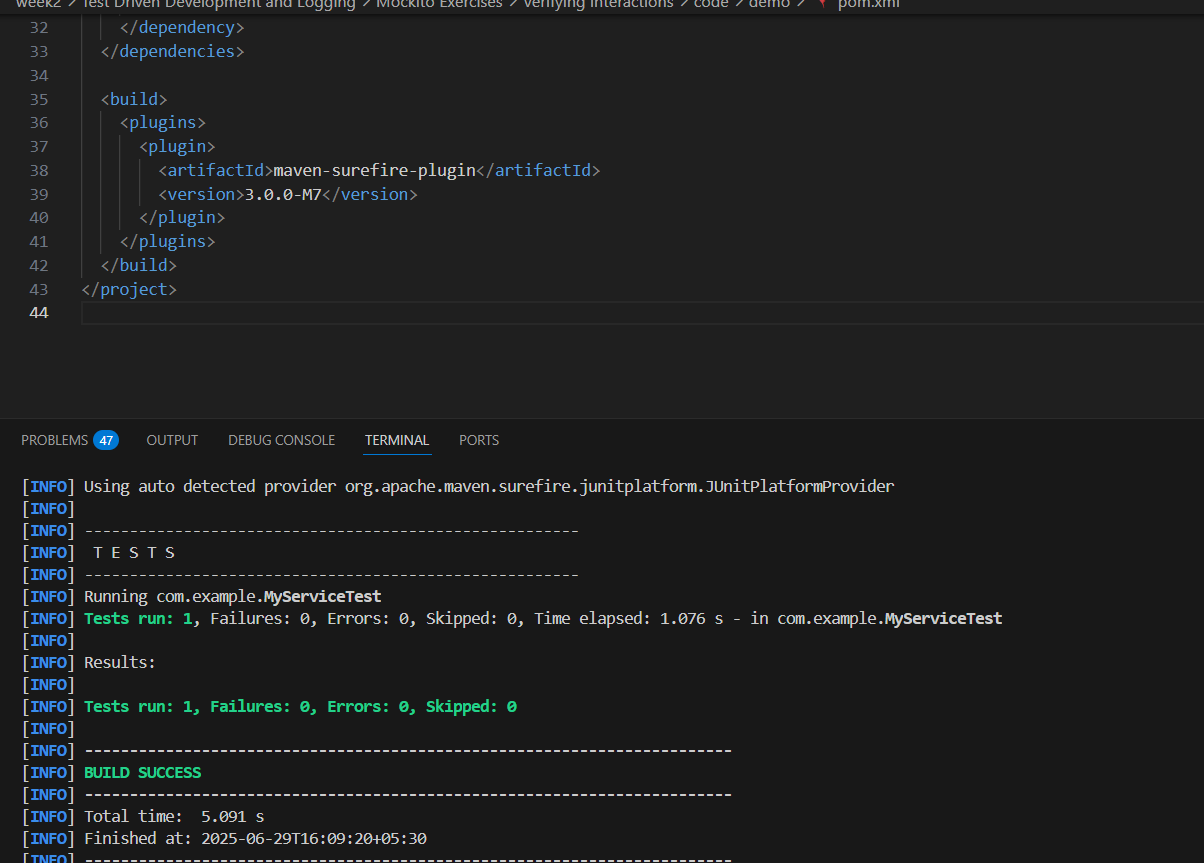 week2 > Test Driven Development and Logging > Mockito Exercises > Verifying Interactions > code > demo > pom.xml
32 </dependency>
33 </dependencies>
34
35 <build>
36 <plugins>
37 <plugin>
38 <artifactId>maven-surefire-plugin</artifactId>
39 <version>3.0.0-M7</version>
40 </plugin>
41 </plugins>
42 </build>
43 </project>
44
PROBLEMS 47 OUTPUT DEBUG CONSOLE TERMINAL PORTS
[INFO] Using auto detected provider org.apache.maven.surefire.junitplatform.JUnitPlatformProvider
[INFO]
[INFO] -------------------------------------------------------
[INFO]  T E S T S
[INFO] -------------------------------------------------------
[INFO] Running com.example.MyServiceTest
[INFO] Tests run: 1, Failures: 0, Errors: 0, Skipped: 0, Time elapsed: 1.076 s - in com.example.MyServiceTest
[INFO]
[INFO] Results:
[INFO]
[INFO] Tests run: 1, Failures: 0, Errors: 0, Skipped: 0
[INFO]
[INFO] ------------------------------------------------------------------------
[INFO] BUILD SUCCESS
[INFO] ------------------------------------------------------------------------
[INFO] Total time:  5.091 s
[INFO] Finished at: 2025-06-29T16:09:20+05:30
[INFO] ------------------------------------------------------------------------